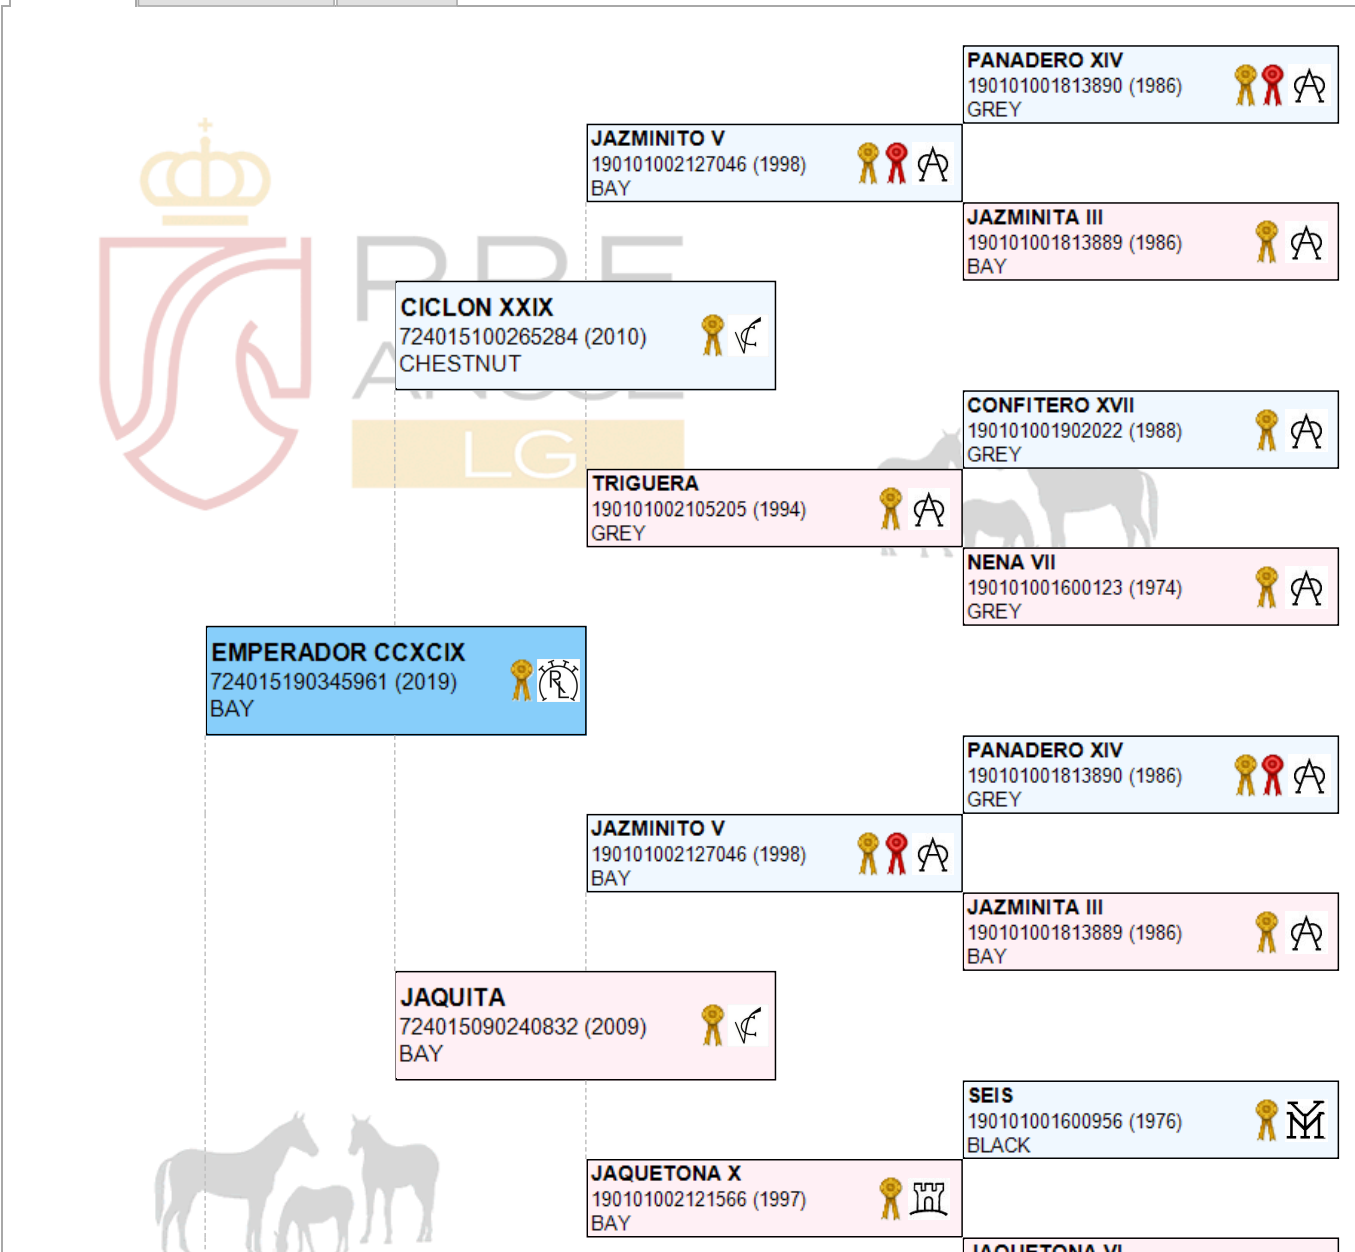 PANADERO XIV
190101001813890 (1986)
GREY
JAZMINITO V
190101002127046 (1998)
BAY
JAZMINITA III
190101001813889 (1986)
BAY
CICLON XXIX
724015100265284 (2010)
CHESTNUT
LG
CONFITERO XVII
190101001902022 (1988)
GREY
TRIGUERA
190101002105205 (1994)
GREY
NENA VII
190101001600123 (1974)
GREY
EMPERADOR CCXCIX
724015190345961 (2019)
BAY
PANADERO XIV
190101001813890 (1986)
GREY
JAZMINITO V
190101002127046 (1998)
BAY
JAZMINITA III
190101001813889 (1986)
BAY
JAQUITA
724015090240832 (2009)
BAY
SEIS
190101001600956 (1976)
BLACK
JAQUETONA X
190101002121566 (1997)
BAY
JAQUETONA VI